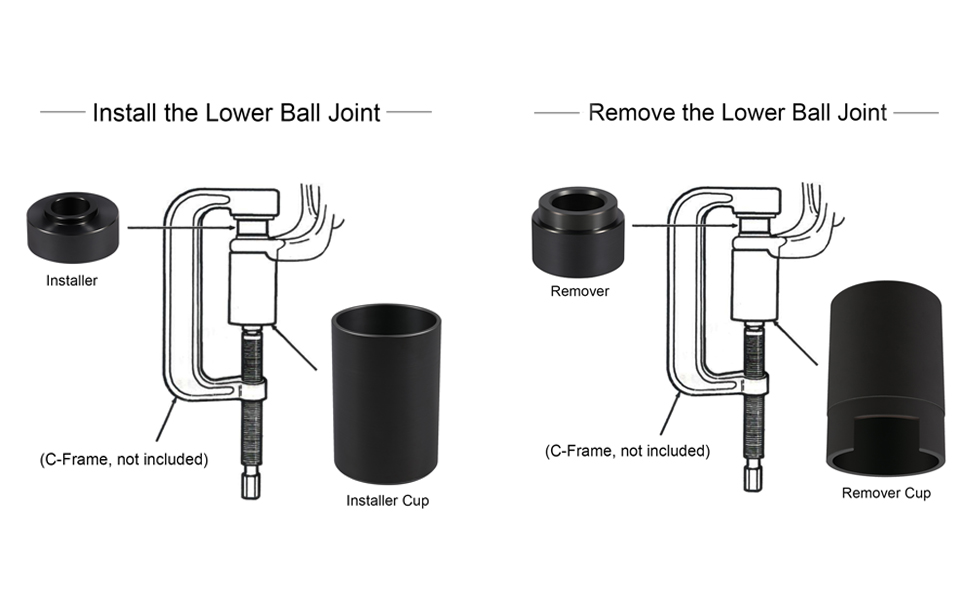 Install the Lower Ball Joint
Installer
(C-Frame, not included)
Installer Cup
Remove the Lower Ball Joint
Remover
(C-Frame, not included)
Remover Cup